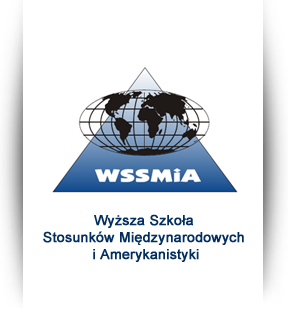 WSSMiA
Wyższa Szkoła
Stosunków Międzynarodowych
i Amerykanistyki